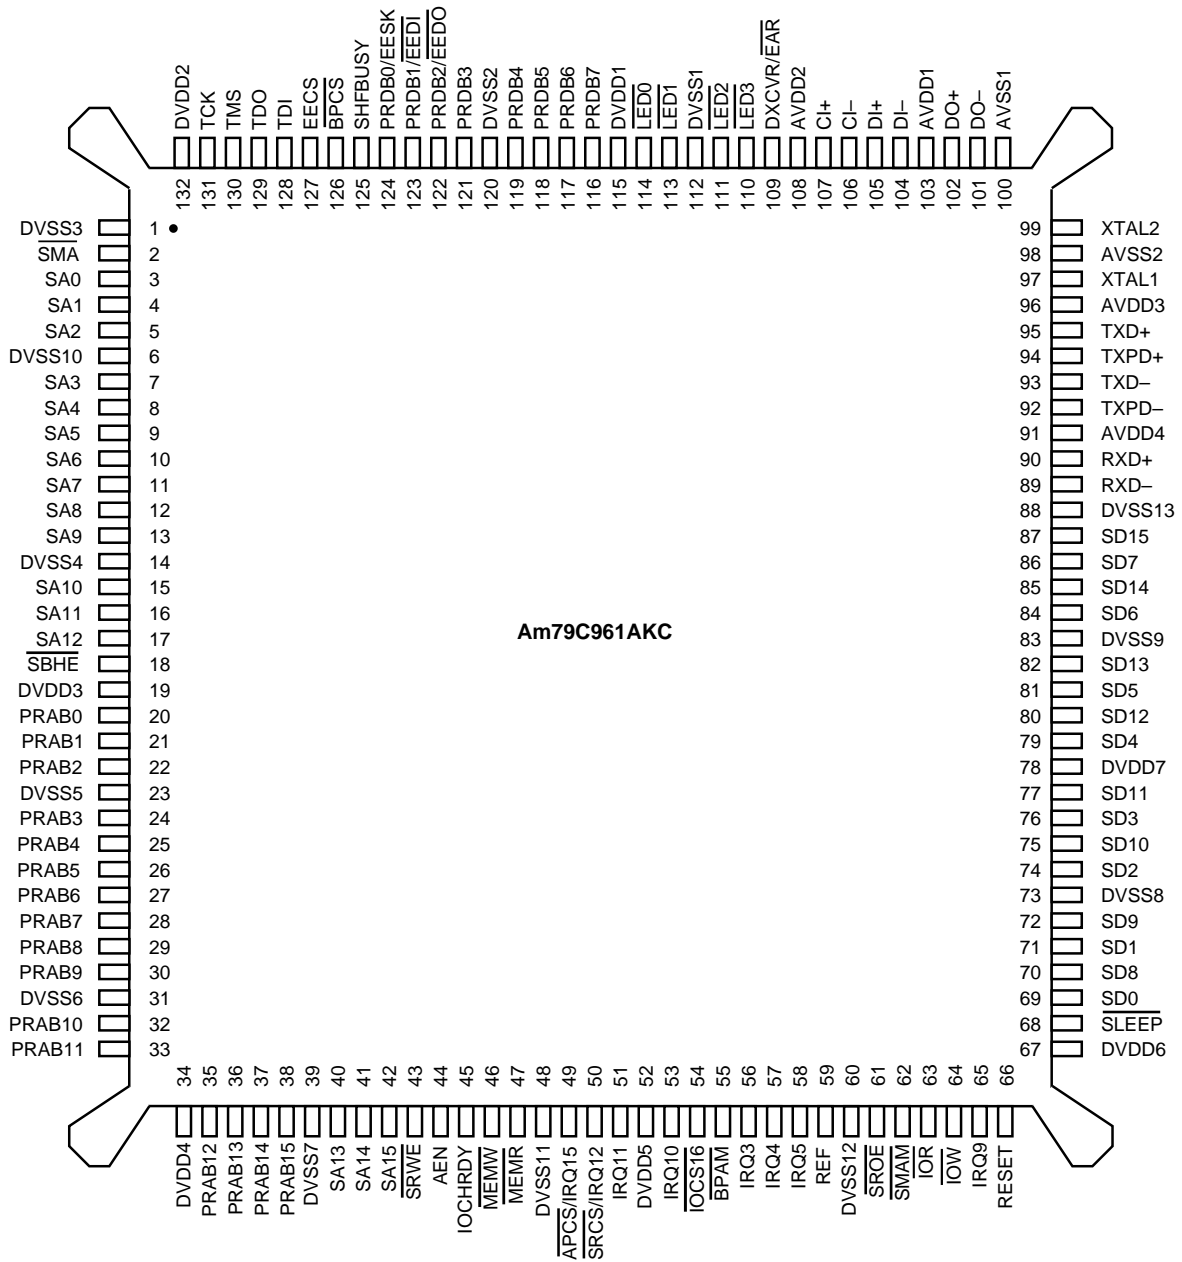 DVDD2
TCK
TMS
TDO
TDI
EECS
BPCS
SHFBUSY
PRDB0/EESK
PRDB1/EEDI
PRDB2/EEDO
PRDB3
DVSS2
PRDB4
PRDB5
PRDB6
PRDB7
DVDD1
LED0
LED1
DVSS1
LED2
LED3
DXCVR/EAR
AVDD2
CI+
CI–
DI+
DI–
AVDD1
DO+
DO–
AVSS1
132
131
130
129
128
127
126
125
124
123
122
121
120
119
118
117
116
115
114
113
112
111
110
109
108
107
106
105
104
103
102
101
100
DVSS3 1
SMA 2
SA0 3
SA1 4
SA2 5
DVSS10 6
SA3 7
SA4 8
SA5 9
SA6 10
SA7 11
SA8 12
SA9 13
DVSS4 14
SA10 15
SA11 16
SA12 17
SBHE 18
DVDD3 19
PRAB0 20
PRAB1 21
PRAB2 22
DVSS5 23
PRAB3 24
PRAB4 25
PRAB5 26
PRAB6 27
PRAB7 28
PRAB8 29
PRAB9 30
DVSS6 31
PRAB10 32
PRAB11 33
Am79C961AKC
99 XTAL2
98 AVSS2
97 XTAL1
96 AVDD3
95 TXD+
94 TXPD+
93 TXD–
92 TXPD–
91 AVDD4
90 RXD+
89 RXD–
88 DVSS13
87 SD15
86 SD7
85 SD14
84 SD6
83 DVSS9
82 SD13
81 SD5
80 SD12
79 SD4
78 DVDD7
77 SD11
76 SD3
75 SD10
74 SD2
73 DVSS8
72 SD9
71 SD1
70 SD8
69 SD0
68 SLEEP
67 DVDD6
34
35
36
37
38
39
40
41
42
43
44
45
46
47
48
49
50
51
52
53
54
55
56
57
58
59
60
61
62
63
64
65
66
DVDD4
PRAB12
PRAB13
PRAB14
PRAB15
DVSS7
SA13
SA14
SA15
SRWE
AEN
IOCHRDY
MEMW
MEMR
DVSS11
APCS/IRQ15
SRCS/IRQ12
IRQ11
DVDD5
IRQ10
IOCS16
BPAM
IRQ3
IRQ4
IRQ5
REF
DVSS12
SROE
SMAM
IOR
IOW
IRQ9
RESET